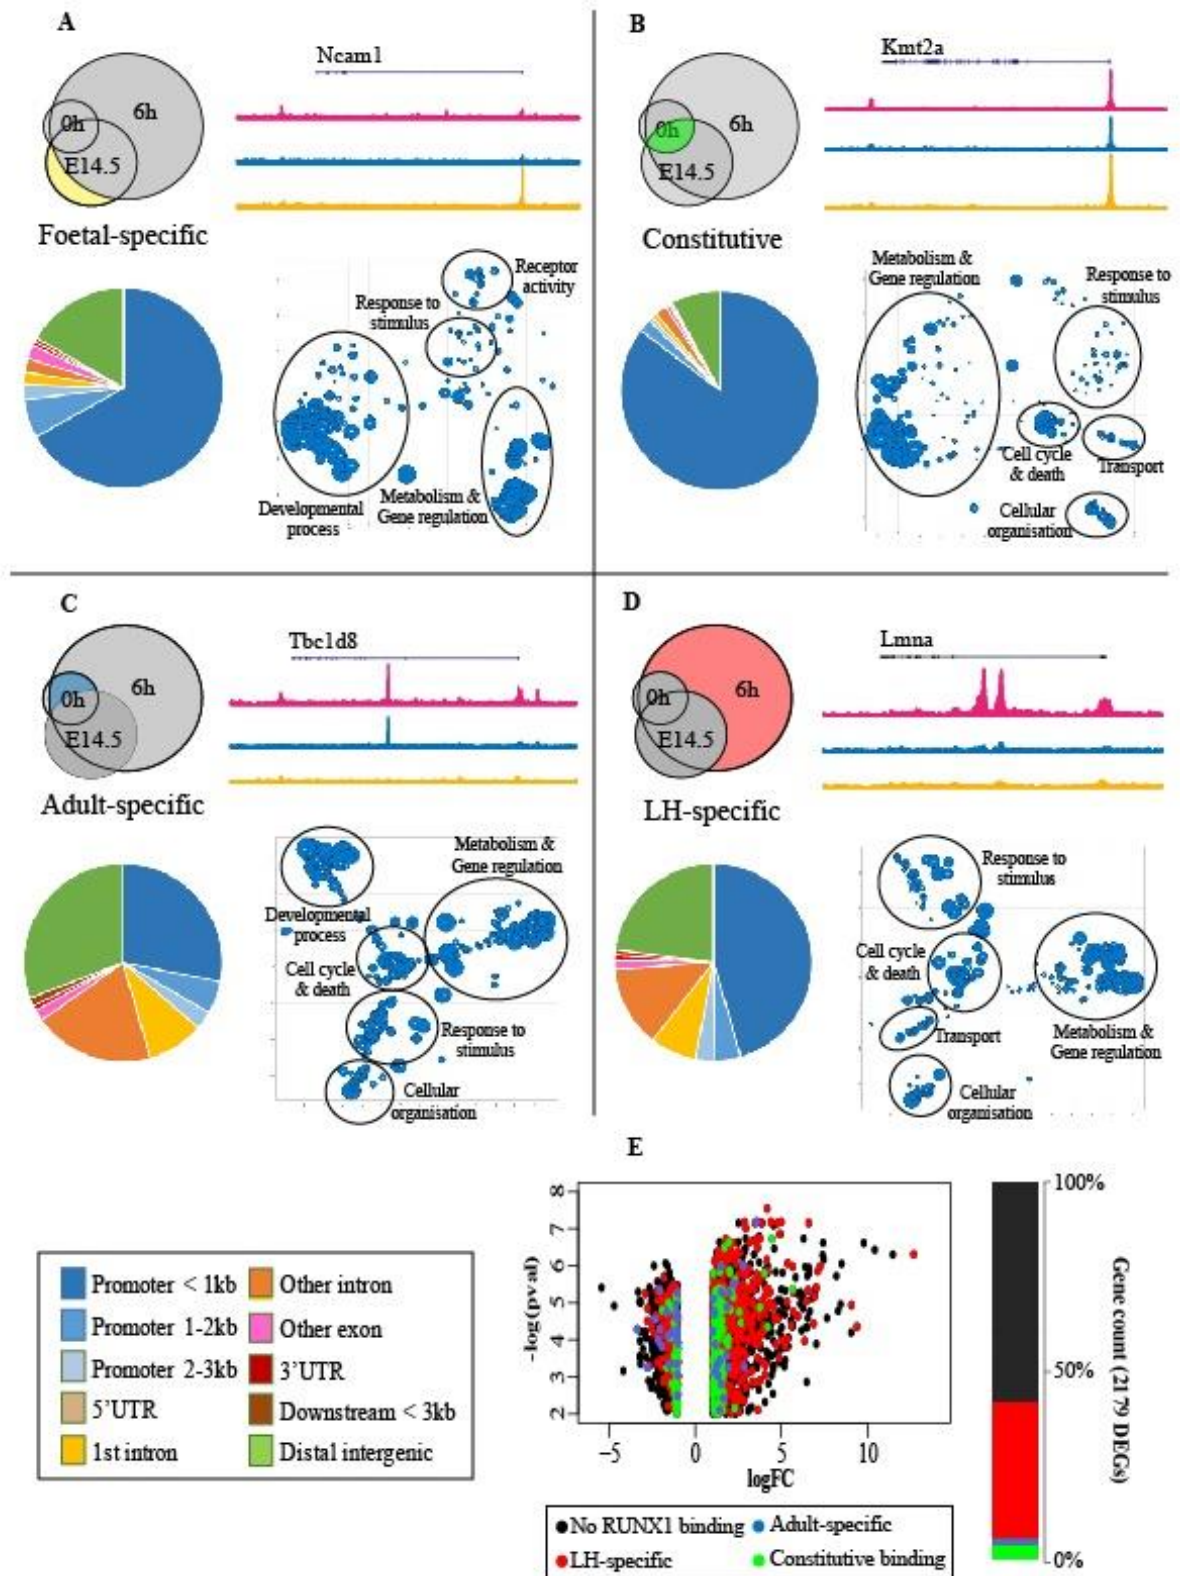 A
Ncam1
6h
0h
E14.5
Foetal-specific
Receptor
activity
Response to
stimulus
Developmental
process
Metabolism &
Gene regulation
B
Kmt2a
6h
0h
E14.5
Constitutive
Metabolism &
Gene regulation
Response to
stimulus
Cell cycle
& death
Transport
Cellular
organisation
C
Tbc1d8
6h
0h
E14.5
Adult-specific
Metabolism &
Gene regulation
Developmental
process
Cell cycle
& death
Response to
stimulus
Cellular
organisation
D
Lmna
6h
0h
E14.5
LH-specific
Response to
stimulus
Cell cycle
& death
Transport
Metabolism &
Gene regulation
Cellular
organisation
E
Promoter < 1kb
Promoter 1-2kb
Promoter 2-3kb
5'UTR
1st intron
Other intron
Other exon
3'UTR
Downstream < 3kb
Distal intergenic
-log(pval)
8
7
6
5
4
3
2
-5 0 5 10
logFC
100%
50%
0%
Gene count (2179 DEGs)
No RUNX1 binding
Adult-specific
LH-specific
Constitutive binding